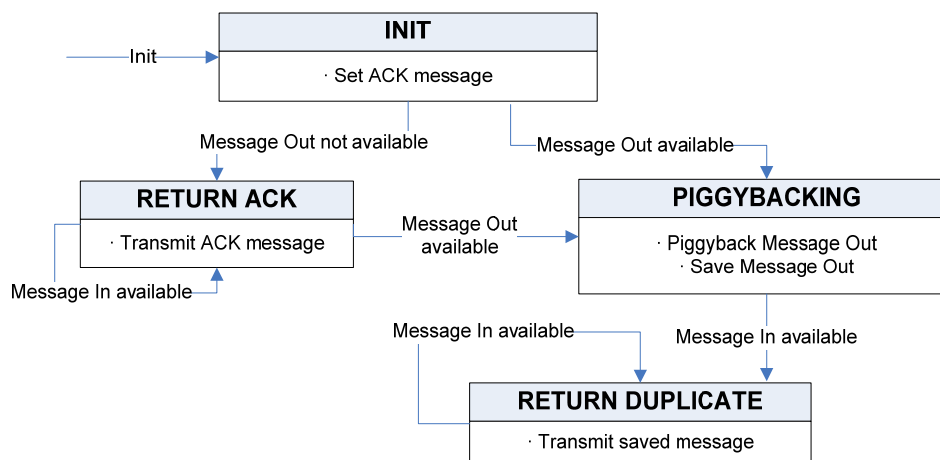 INIT
Init
· Set ACK message
Message Out not available
Message Out available
RETURN ACK
· Transmit ACK message
Message Out
available
PIGGYBACKING
· Piggyback Message Out
· Save Message Out
Message In available
Message In available
Message In available
RETURN DUPLICATE
· Transmit saved message